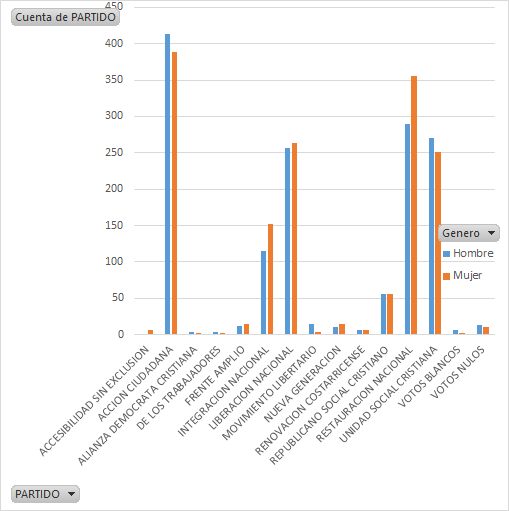 Cuenta de PARTIDO
450
400
350
300
250
200
150
100
50
0
Genero
Hombre
Mujer
ACCESIBILIDAD SIN EXCLUSION
ACCION CIUDADANA
ALIANZA DEMOCRATA CRISTIANA
DE LOS TRABAJADORES
FRENTE AMPLIO
INTEGRACION NACIONAL
LIBERACION NACIONAL
MOVIMIENTO LIBERTARIO
NUEVA GENERACION
RENOVACION COSTARRICENSE
REPUBLICANO SOCIAL CRISTIANO
RESTAURACION NACIONAL
UNIDAD SOCIAL CRISTIANA
VOTOS BLANCOS
VOTOS NULOS
PARTIDO